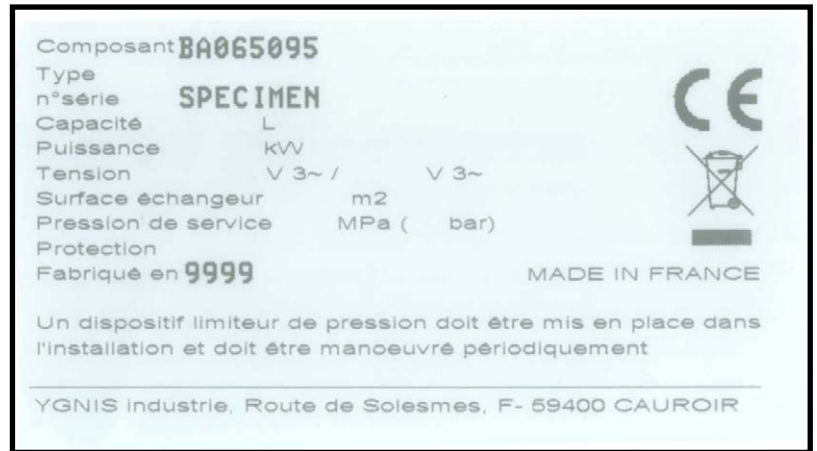 Composant BA065095
Type
n°série SPECIMEN
Capacité L
Puissance kW
Tension V 3~ / V 3~
Surface échangeur m2
Pression de service MPa ( bar)
Protection
Fabriqué en 9999
MADE IN FRANCE
CE
Un dispositif limiteur de pression doit être mis en place dans
l'installation et doit être manoeuvré périodiquement
YGNIS industrie, Route de Solesmes, F- 59400 CAUROIR